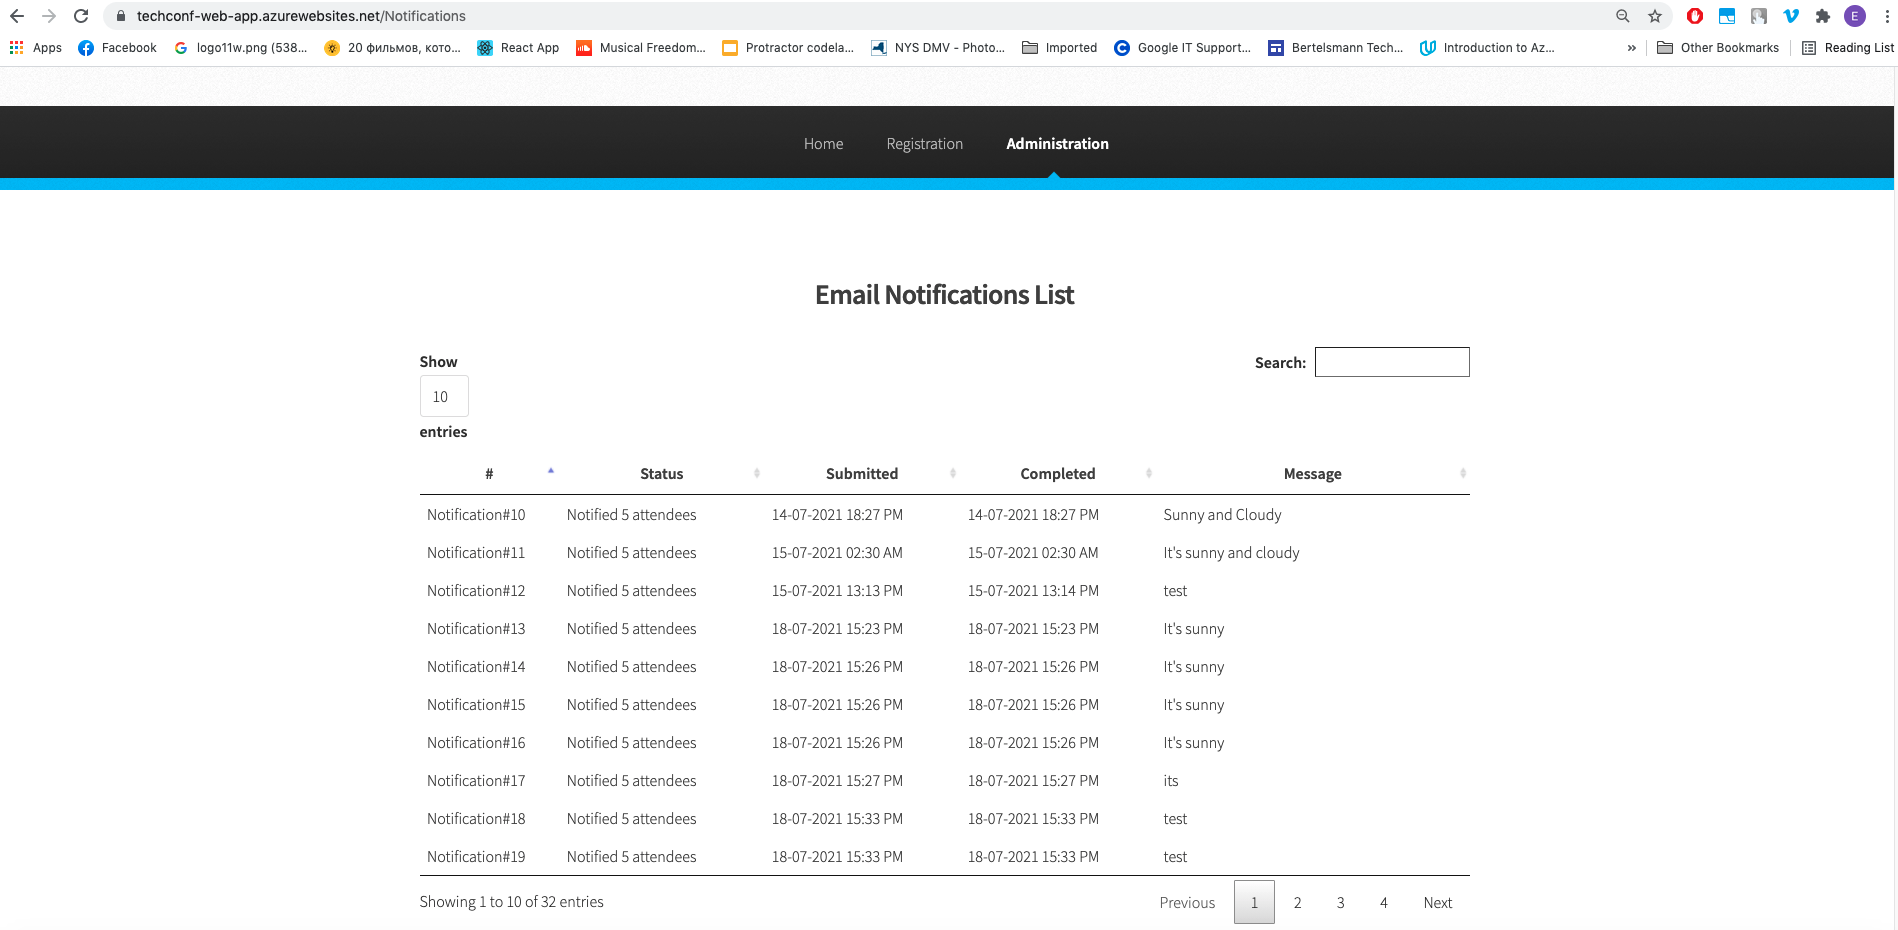 techconf-web-app.azurewebsites.net/Notifications
E
Apps Facebook logo11w.png (538... 20 фильмов, кото... React App Musical Freedom... Protractor codela... NYS DMV - Photo... Imported Google IT Support... Bertelsmann Tech... Introduction to Az... » Other Bookmarks Reading List
Home Registration Administration
Email Notifications List
Show
Search:
10
entries
# Status Submitted Completed Message
Notification#10 Notified 5 attendees 14-07-2021 18:27 PM 14-07-2021 18:27 PM Sunny and Cloudy
Notification#11 Notified 5 attendees 15-07-2021 02:30 AM 15-07-2021 02:30 AM It's sunny and cloudy
Notification#12 Notified 5 attendees 15-07-2021 13:13 PM 15-07-2021 13:14 PM test
Notification#13 Notified 5 attendees 18-07-2021 15:23 PM 18-07-2021 15:23 PM It's sunny
Notification#14 Notified 5 attendees 18-07-2021 15:26 PM 18-07-2021 15:26 PM It's sunny
Notification#15 Notified 5 attendees 18-07-2021 15:26 PM 18-07-2021 15:26 PM It's sunny
Notification#16 Notified 5 attendees 18-07-2021 15:26 PM 18-07-2021 15:26 PM It's sunny
Notification#17 Notified 5 attendees 18-07-2021 15:27 PM 18-07-2021 15:27 PM its
Notification#18 Notified 5 attendees 18-07-2021 15:33 PM 18-07-2021 15:33 PM test
Notification#19 Notified 5 attendees 18-07-2021 15:33 PM 18-07-2021 15:33 PM test
Showing 1 to 10 of 32 entries
Previous 1 2 3 4 Next